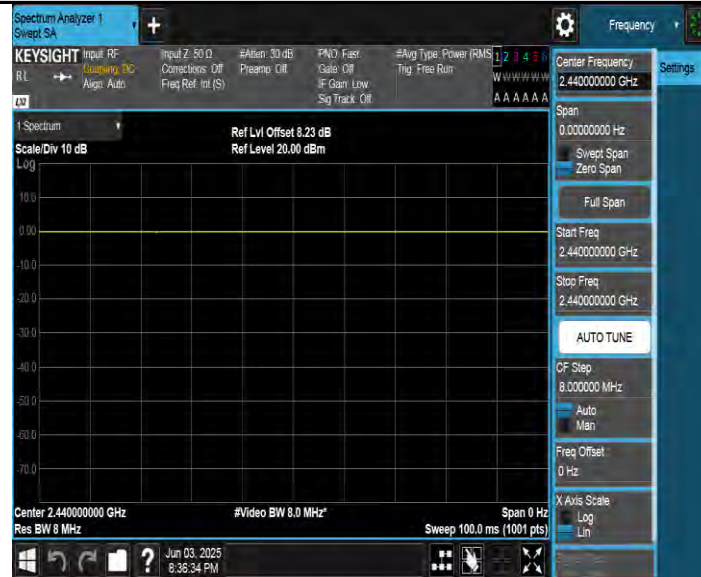 Spectrum Analyzer 1
Swept SA
+
Frequency
KEYSIGHT
RL
LXI
Input: RF
Coupling: DC
Align: Auto
Input Z: 50 Ω
Corrections: Off
Freq Ref: Int (S)
#Atten: 30 dB
Preamp: Off
PNO: Fast
Gate: Off
IF Gain: Low
Sig Track: Off
#Avg Type: Power (RMS
Trig: Free Run
1 2 3 4 5 6
W W W W W W
A A A A A A
Center Frequency
2.440000000 GHz
Settings
Span
0.00000000 Hz
Swept Span
Zero Span
Full Span
Start Freq
2.440000000 GHz
Stop Freq
2.440000000 GHz
AUTO TUNE
CF Step
8.000000 MHz
Auto
Man
Freq Offset
0 Hz
X Axis Scale
Log
Lin
1 Spectrum
Scale/Div 10 dB
Ref Lvl Offset 8.23 dB
Ref Level 20.00 dBm
Log
10.0
0.00
-10.0
-20.0
-30.0
-40.0
-50.0
-60.0
-70.0
Center 2.440000000 GHz
#Video BW 8.0 MHz*
Span 0 Hz
Res BW 8 MHz
Sweep 100.0 ms (1001 pts)
?
Jun 03, 2025
8:36:34 PM